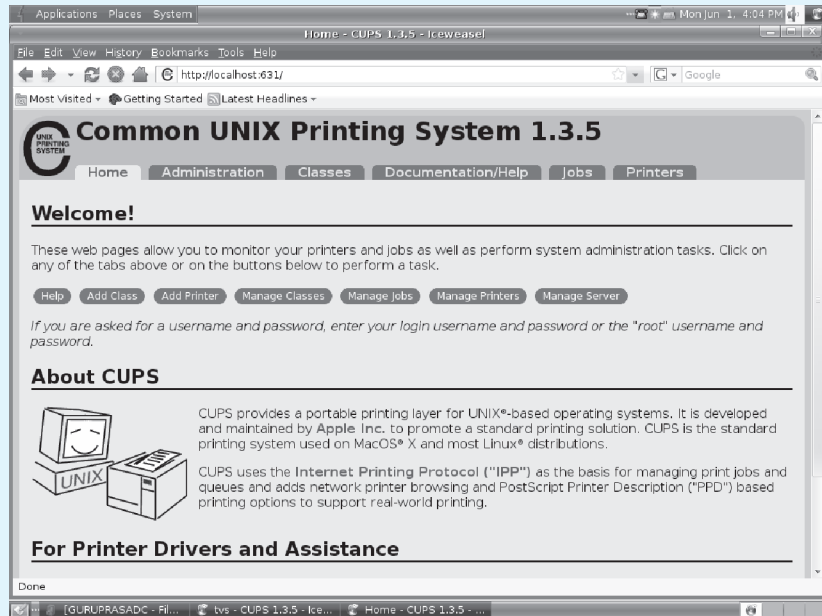 Applications Places System
Mon Jun 1, 4:04 PM
Home - CUPS 1.3.5 - Iceweasel
File Edit View History Bookmarks Tools Help
http://localhost:631/
Google
Most Visited Getting Started Latest Headlines
UNIX PRINTING SYSTEM
Common UNIX Printing System 1.3.5
Home Administration Classes Documentation/Help Jobs Printers
Welcome!
These web pages allow you to monitor your printers and jobs as well as perform system administration tasks. Click on
any of the tabs above or on the buttons below to perform a task.
Help Add Class Add Printer Manage Classes Manage Jobs Manage Printers Manage Server
If you are asked for a username and password, enter your login username and password or the "root" username and
password.
About CUPS
UNIX
CUPS provides a portable printing layer for UNIX®-based operating systems. It is developed
and maintained by Apple Inc. to promote a standard printing solution. CUPS is the standard
printing system used on MacOS® X and most Linux® distributions.
CUPS uses the Internet Printing Protocol ("IPP") as the basis for managing print jobs and
queues and adds network printer browsing and PostScript Printer Description ("PPD") based
printing options to support real-world printing.
For Printer Drivers and Assistance
Done
[GURUPRASADC - Fil... tvs - CUPS 1.3.5 - Ice... Home - CUPS 1.3.5 - ...